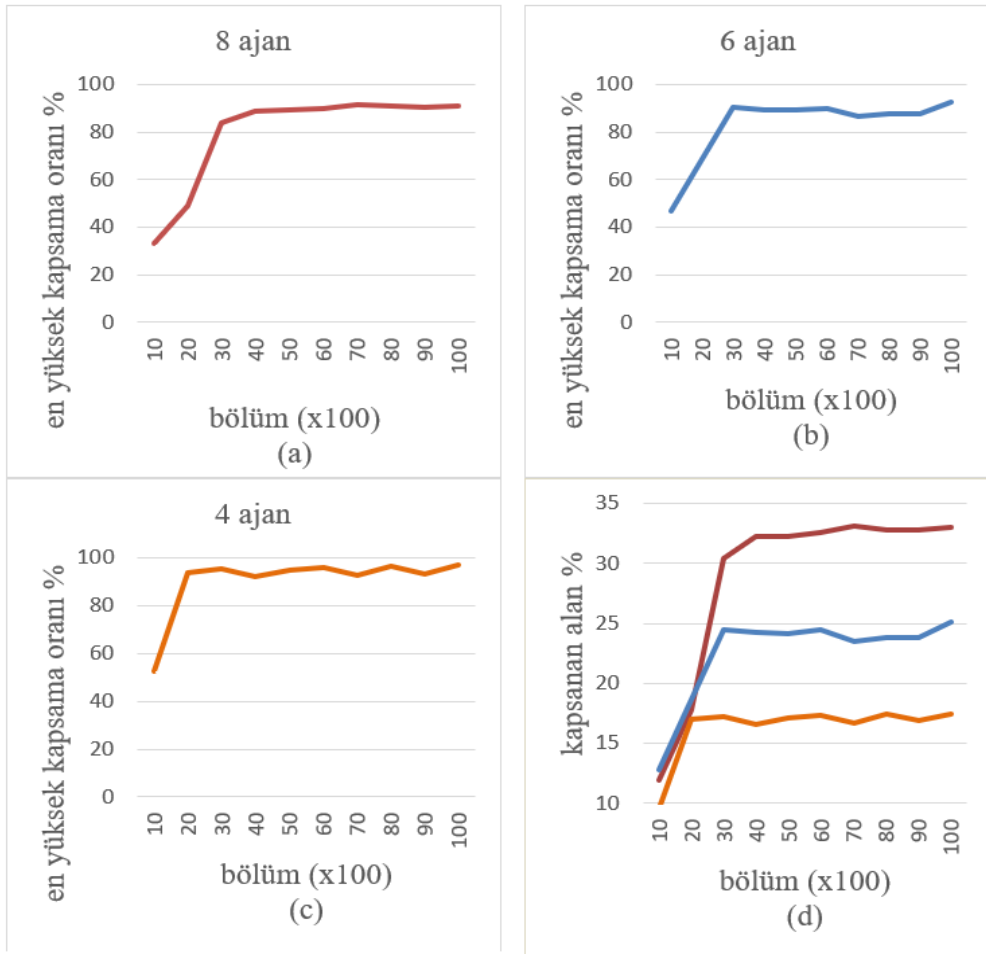 8 ajan
en yüksek kapsama oranı %
100
80
60
40
20
0
10 20 30 40 50 60 70 80 90 100
bölüm (x100)
(a)
6 ajan
en yüksek kapsama oranı %
100
80
60
40
20
0
10 20 30 40 50 60 70 80 90 100
bölüm (x100)
(b)
4 ajan
en yüksek kapsama oranı %
100
80
60
40
20
0
10 20 30 40 50 60 70 80 90 100
bölüm (x100)
(c)
kapsanan alan %
35
30
25
20
15
10
10 20 30 40 50 60 70 80 90 100
bölüm (x100)
(d)